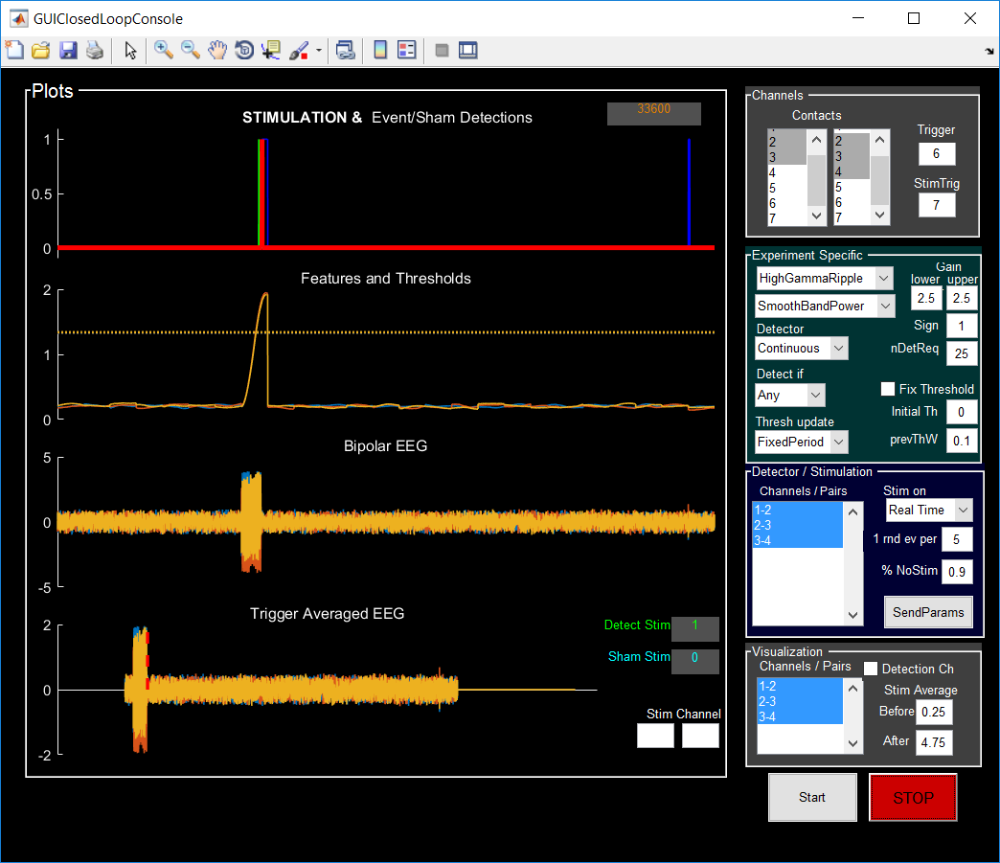 GUIClosedLoopConsole
Plots
STIMULATION & Event/Sham Detections
33600
1
0.5
0
Features and Thresholds
2
1
0
Bipolar EEG
5
0
-5
Trigger Averaged EEG
2
0
-2
Detect Stim 1
Sham Stim 0
Stim Channel
Channels
Contacts
2
3
4
5
6
7
2
3
4
5
6
7
Trigger
6
StimTrig
7
Experiment Specific
HighGammaRipple
SmoothBandPower
Gain
lower upper
2.5 2.5
Sign 1
nDetReq 25
Detector
Continuous
Detect if
Any
Thresh update
FixedPeriod
Fix Threshold
Initial Th 0
prevThW 0.1
Detector / Stimulation
Channels / Pairs
1-2
2-3
3-4
Stim on
Real Time
1 rnd ev per 5
% NoStim 0.9
SendParams
Visualization
Channels / Pairs
1-2
2-3
3-4
Detection Ch
Stim Average
Before 0.25
After 4.75
Start
STOP